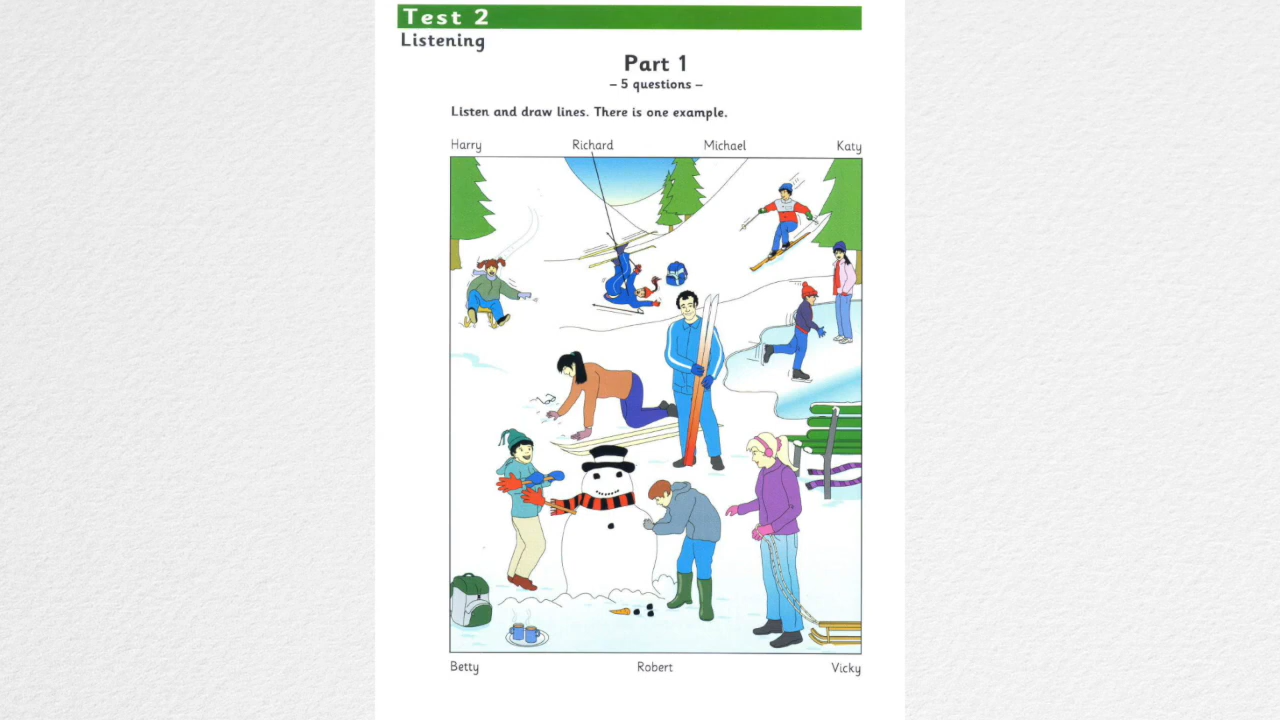 Test 2
Listening
Part 1
– 5 questions –
Listen and draw lines. There is one example.
Harry Richard Michael Katy
Betty Robert Vicky